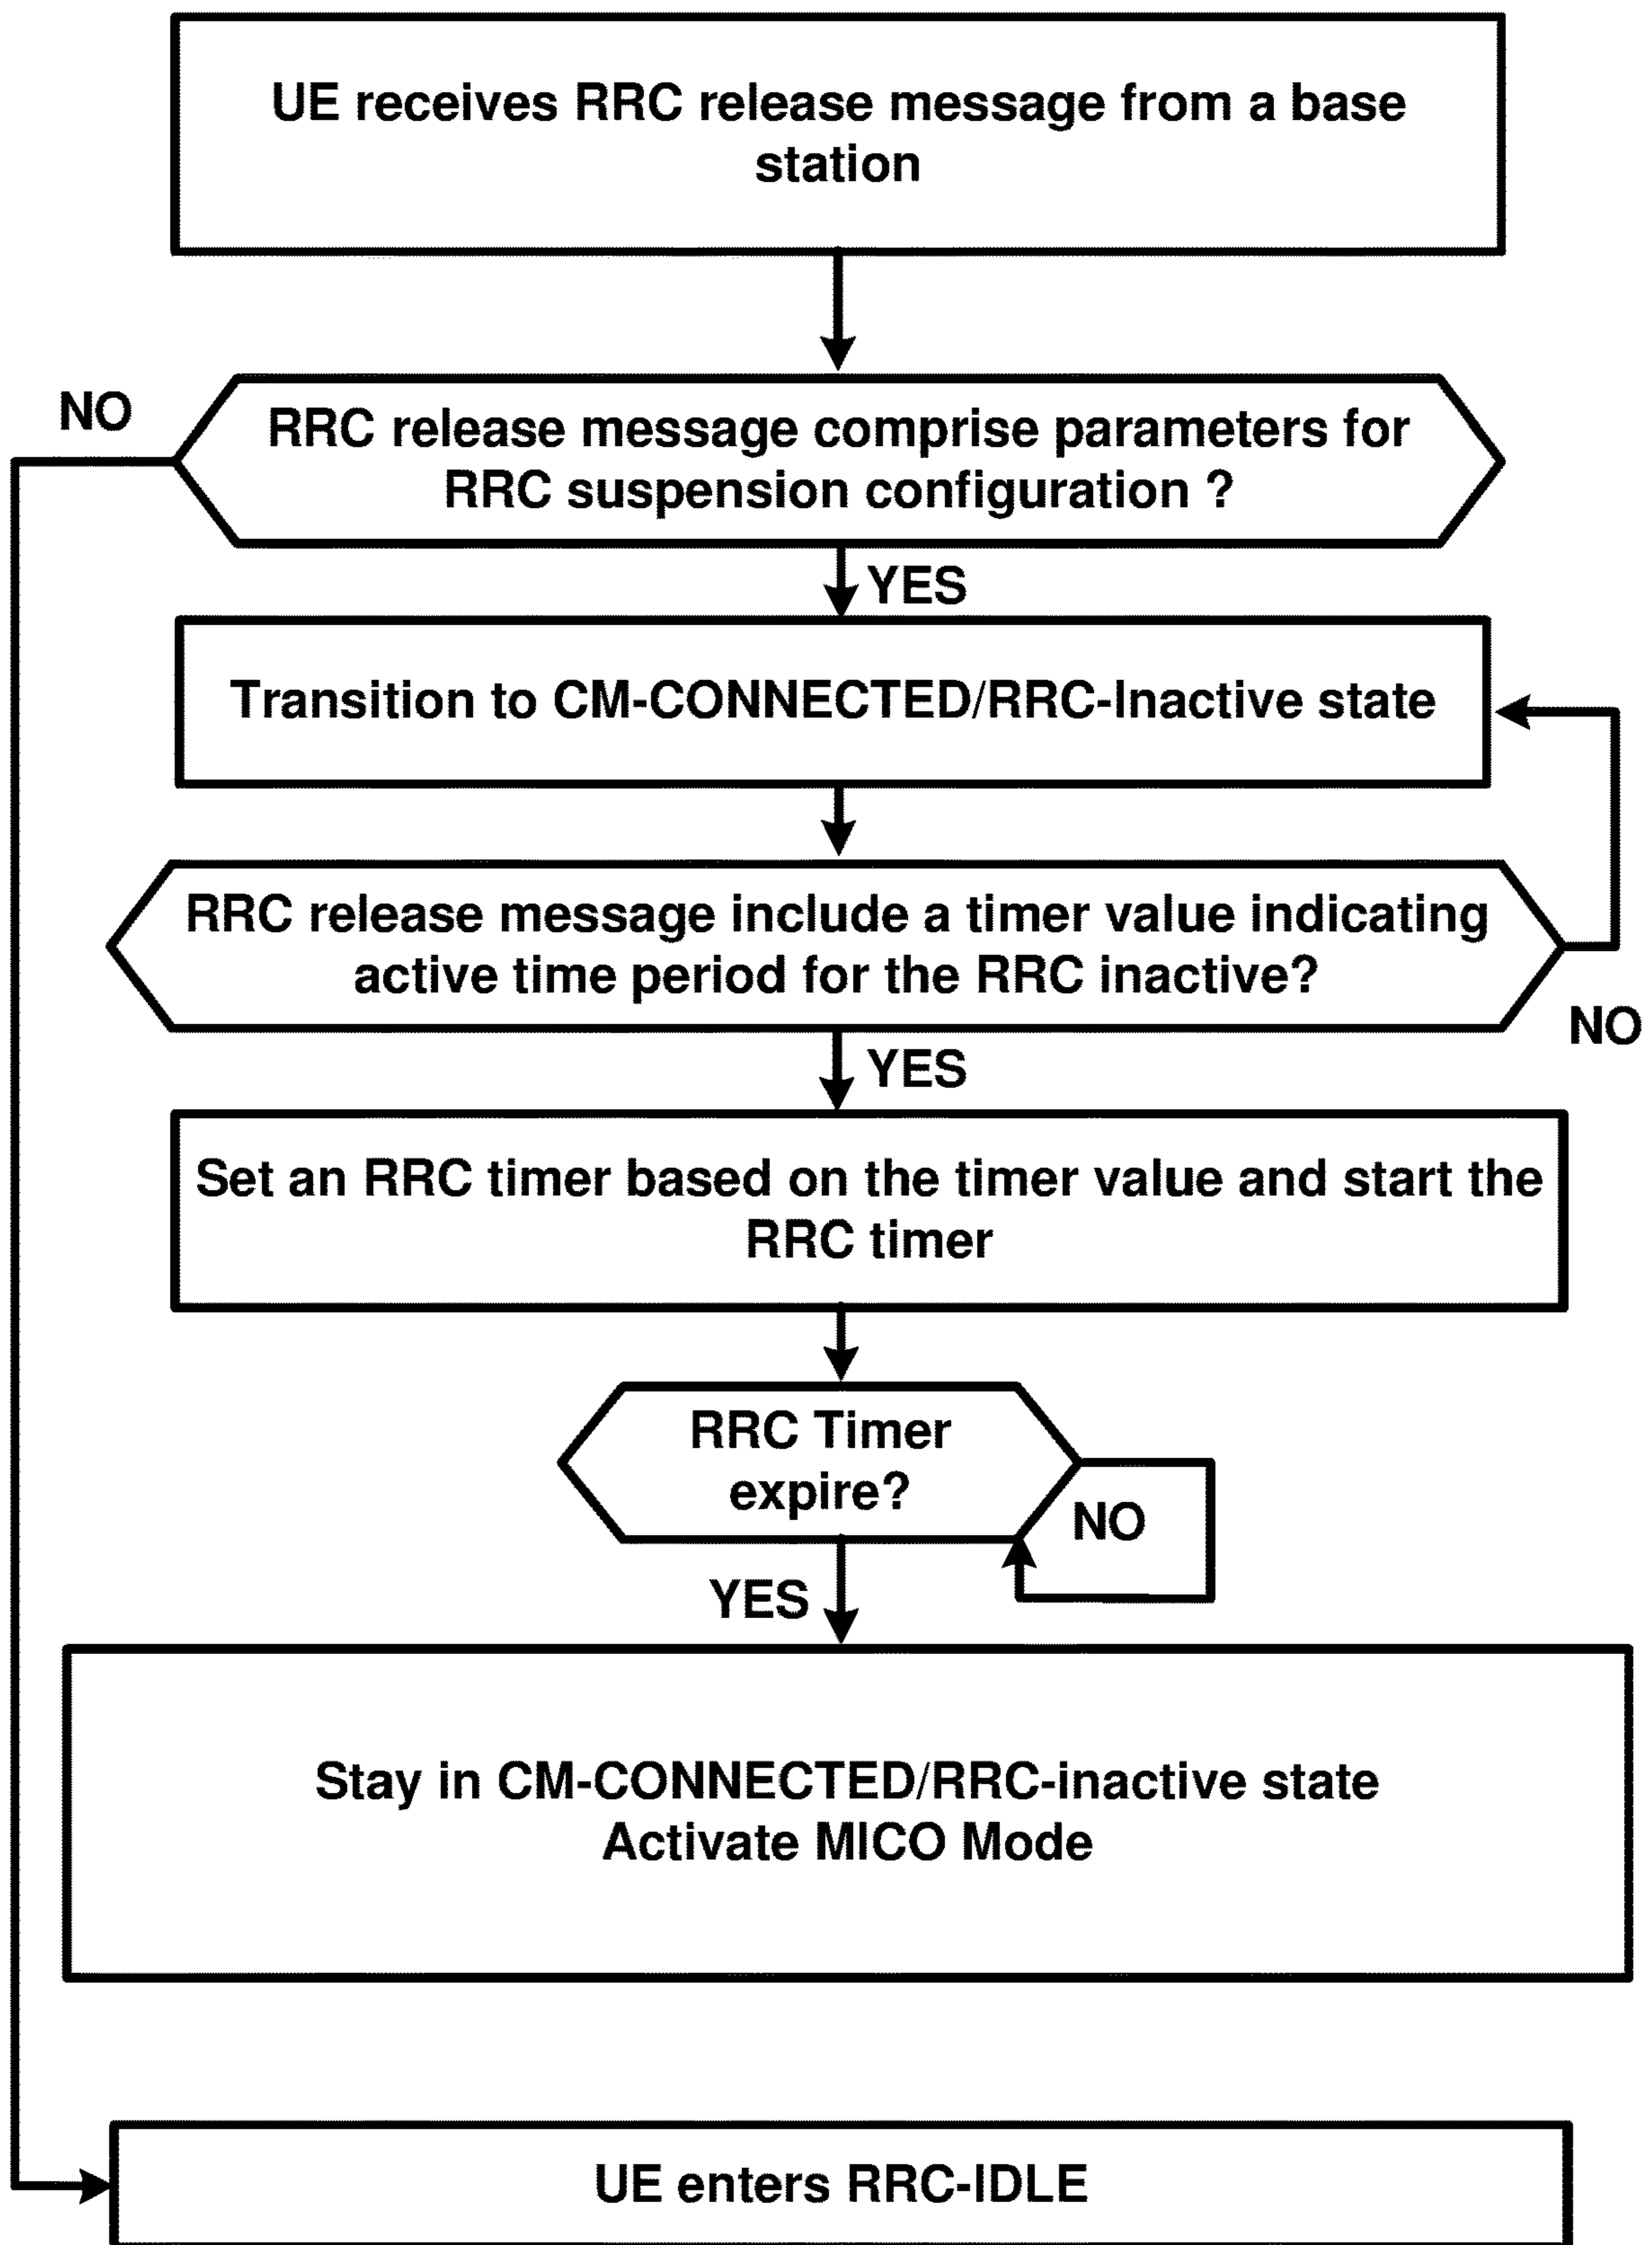 UE receives RRC release message from a base
station
NO
RRC release message comprise parameters for
RRC suspension configuration ?
YES
Transition to CM-CONNECTED/RRC-Inactive state
RRC release message include a timer value indicating
active time period for the RRC inactive?
NO
YES
Set an RRC timer based on the timer value and start the
RRC timer
RRC Timer
expire?
NO
YES
Stay in CM-CONNECTED/RRC-inactive state
Activate MICO Mode
UE enters RRC-IDLE